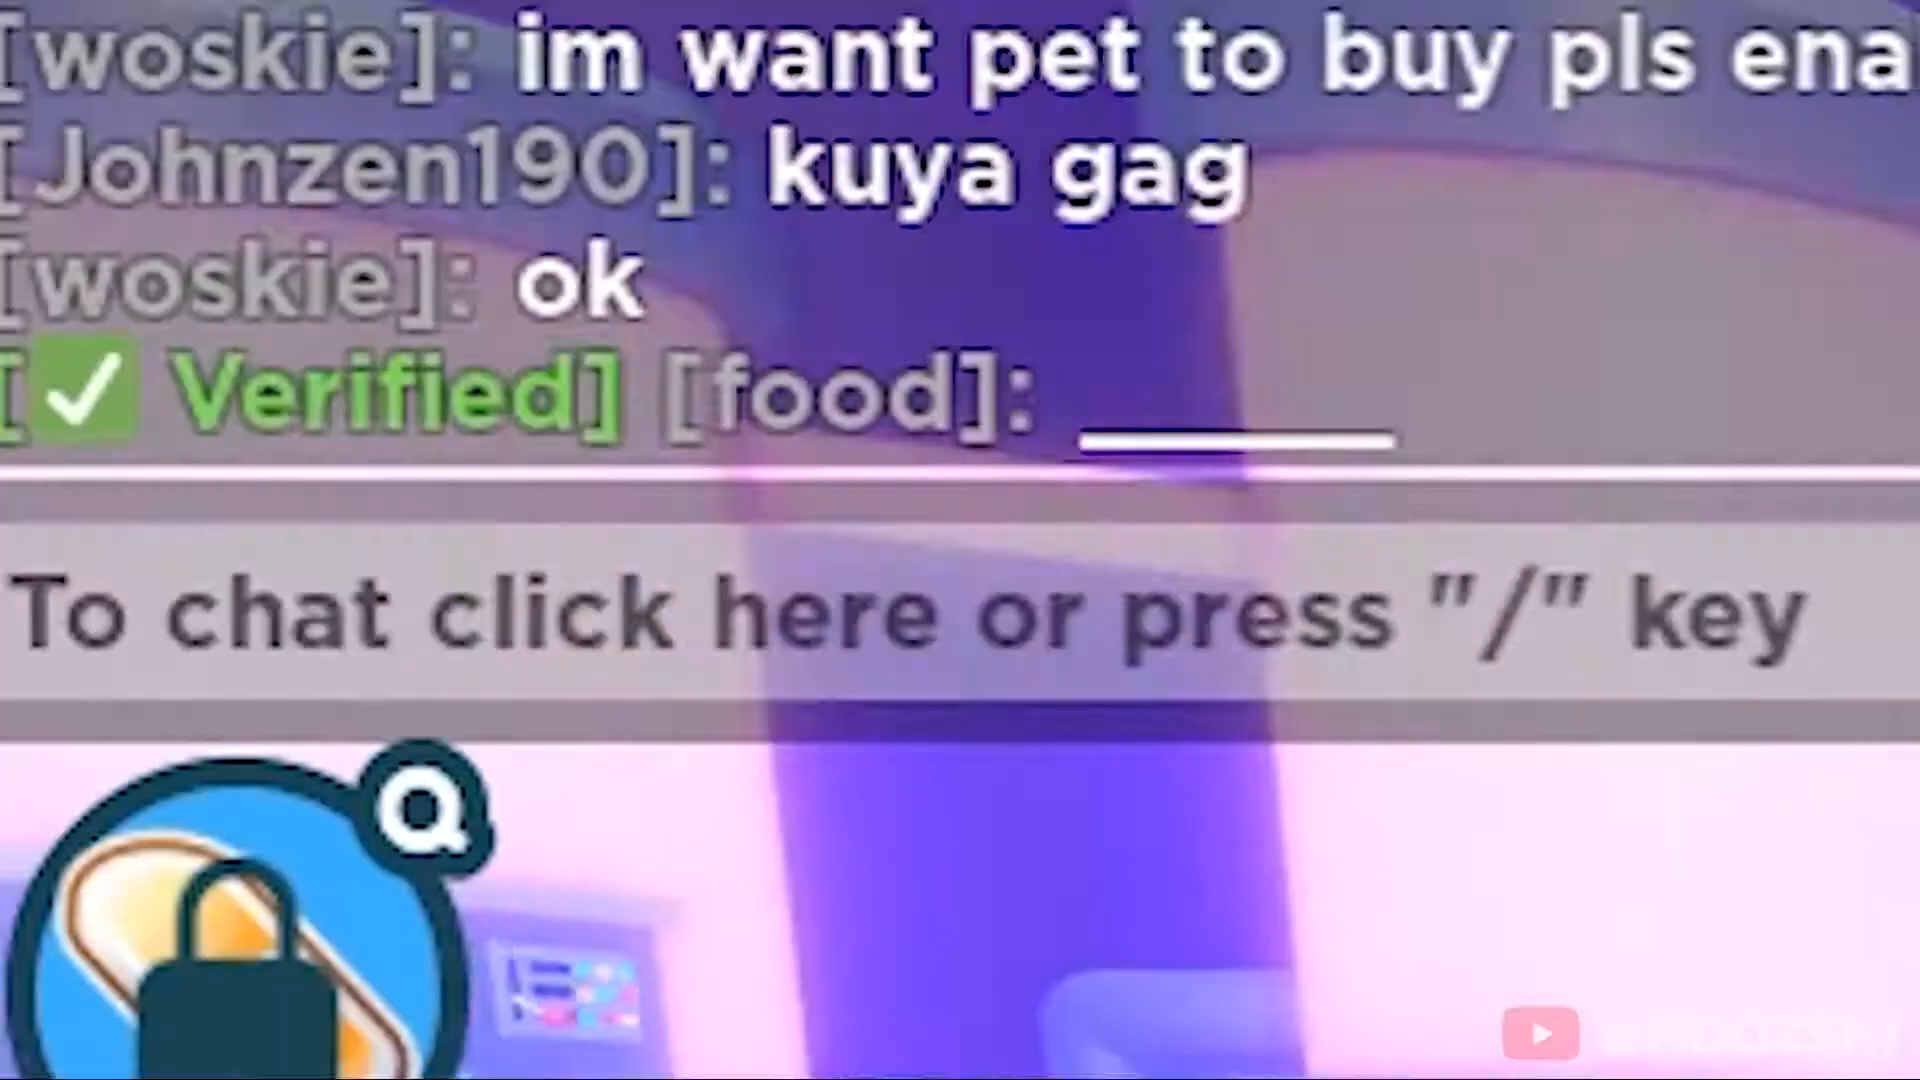 [woskie]: im want pet to buy pls ena
[Johnzen190]: kuya gag
[woskie]: ok
[✓ Verified] [food]: _____
To chat click here or press "/" key
Q